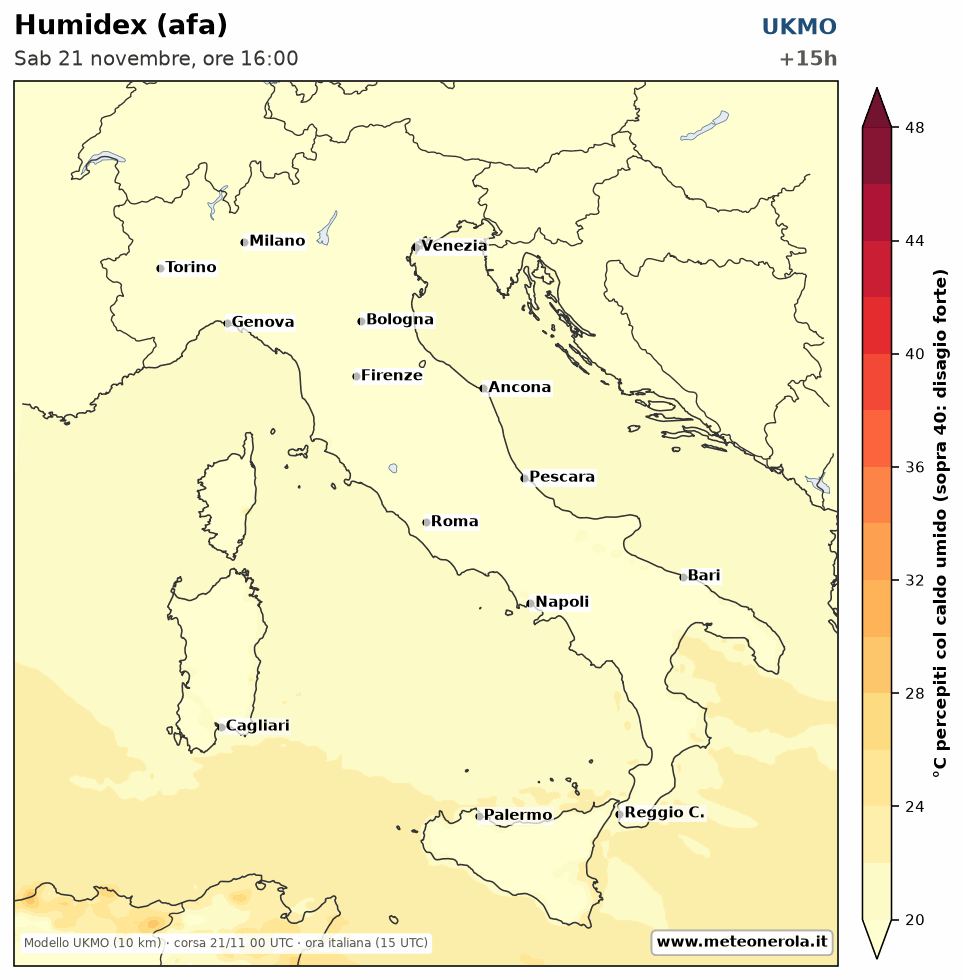 Humidex (afa)
UKMO
Sab 21 novembre, ore 16:00
+15h
48
44
40
36
32
28
24
20
°C percepiti col caldo umido (sopra 40: disagio forte)
Milano
Venezia
Torino
Genova
Bologna
Firenze
Ancona
Pescara
Roma
Bari
Napoli
Cagliari
Palermo
Reggio C.
Modello UKMO (10 km) · corsa 21/11 00 UTC · ora italiana (15 UTC)
www.meteonerola.it